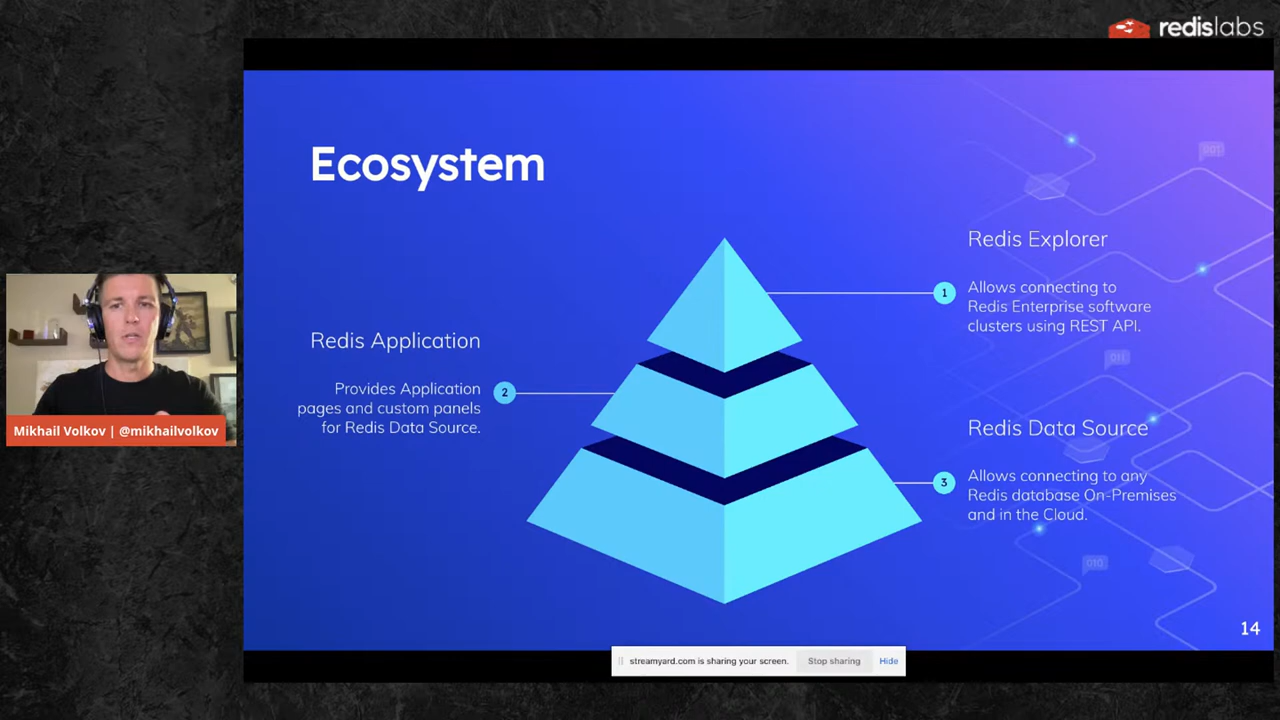 redislabs
Ecosystem
Redis Explorer
1
Allows connecting to
Redis Enterprise software
clusters using REST API.
Redis Application
2
Provides Application
pages and custom panels
for Redis Data Source.
Redis Data Source
3
Allows connecting to any
Redis database On-Premises
and in the Cloud.
001
011
010
14
Mikhail Volkov | @mikhailvolkov
streamyard.com is sharing your screen.
Stop sharing
Hide